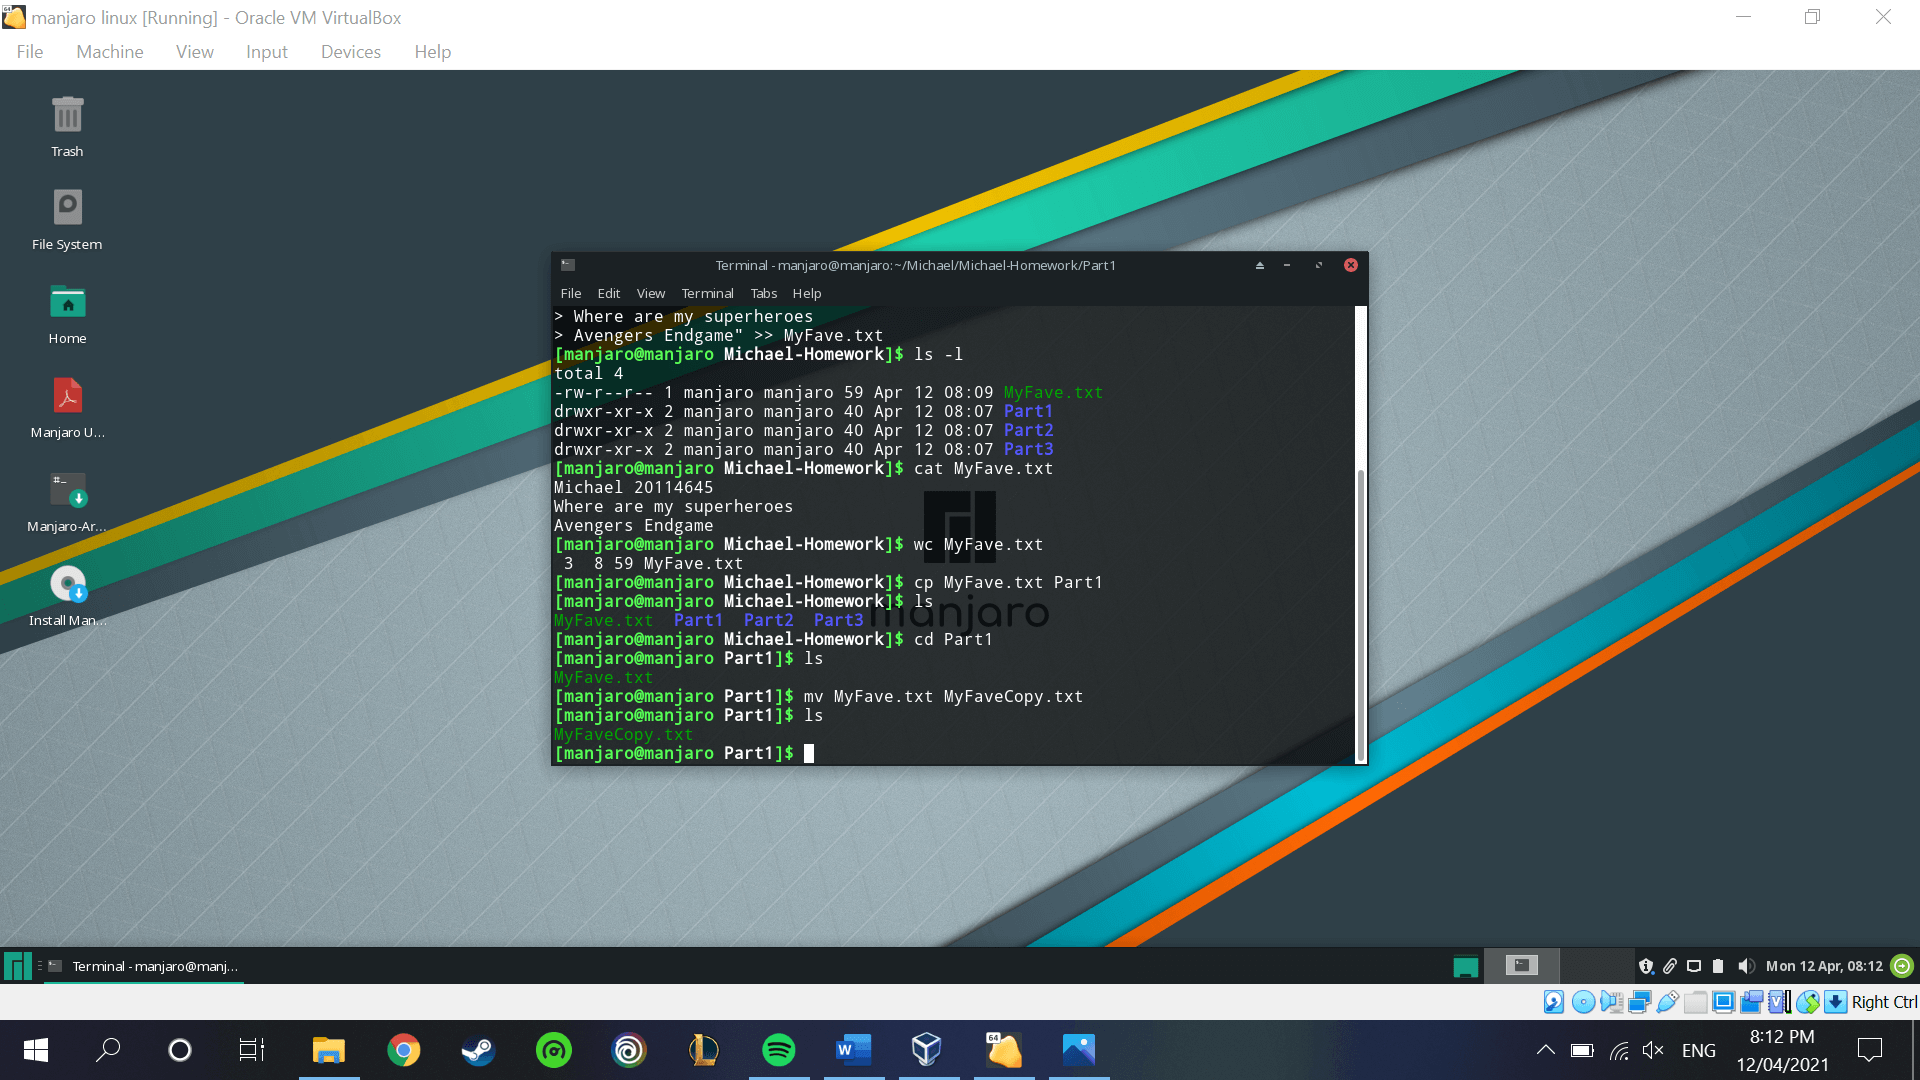 manjaro linux [Running] - Oracle VM VirtualBox
File Machine View Input Devices Help
Trash
File System
Home
Manjaro U...
Manjaro-Ar...
Install Man...
Terminal - manjaro@manjaro:~/Michael/Michael-Homework/Part1
File Edit View Terminal Tabs Help
> Where are my superheroes
> Avengers Endgame" >> MyFave.txt
[manjaro@manjaro Michael-Homework]$ ls -l
total 4
-rw-r--r-- 1 manjaro manjaro 59 Apr 12 08:09 MyFave.txt
drwxr-xr-x 2 manjaro manjaro 40 Apr 12 08:07 Part1
drwxr-xr-x 2 manjaro manjaro 40 Apr 12 08:07 Part2
drwxr-xr-x 2 manjaro manjaro 40 Apr 12 08:07 Part3
[manjaro@manjaro Michael-Homework]$ cat MyFave.txt
Michael 20114645
Where are my superheroes
Avengers Endgame
[manjaro@manjaro Michael-Homework]$ wc MyFave.txt
 3  8 59 MyFave.txt
[manjaro@manjaro Michael-Homework]$ cp MyFave.txt Part1
[manjaro@manjaro Michael-Homework]$ ls
MyFave.txt  Part1  Part2  Part3
manjaro
[manjaro@manjaro Michael-Homework]$ cd Part1
[manjaro@manjaro Part1]$ ls
MyFave.txt
[manjaro@manjaro Part1]$ mv MyFave.txt MyFaveCopy.txt
[manjaro@manjaro Part1]$ ls
MyFaveCopy.txt
[manjaro@manjaro Part1]$
Terminal - manjaro@manj...
Mon 12 Apr, 08:12
Right Ctrl
64
ENG
8:12 PM
12/04/2021